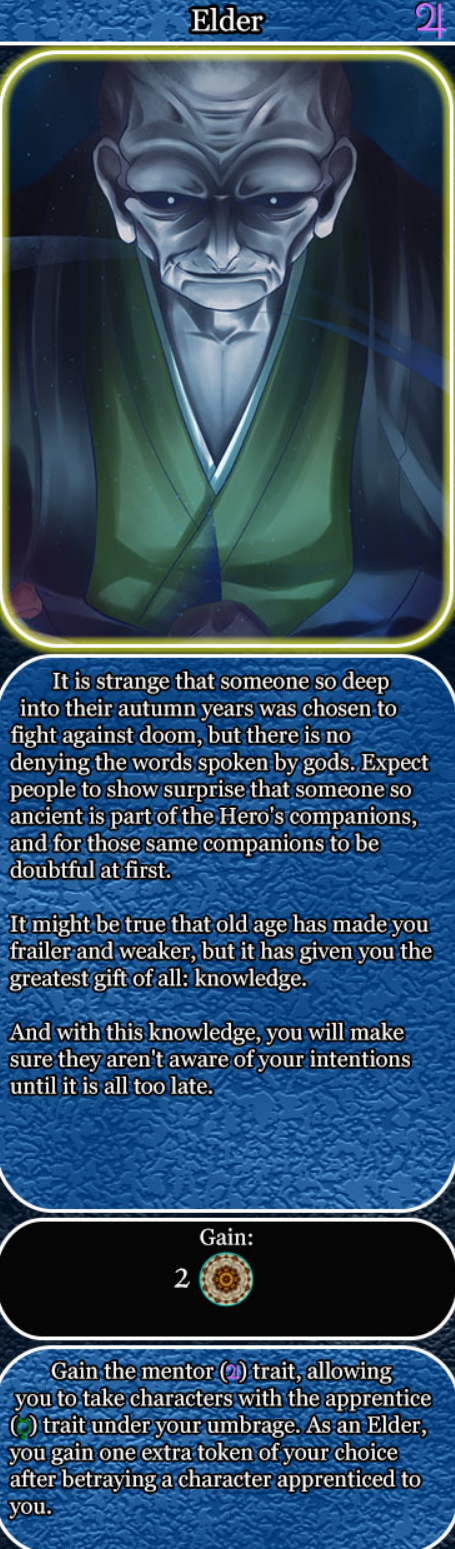 Elder ♃
It is strange that someone so deep
into their autumn years was chosen to
fight against doom, but there is no
denying the words spoken by gods. Expect
people to show surprise that someone so
ancient is part of the Hero's companions,
and for those same companions to be
doubtful at first.
It might be true that old age has made you
frailer and weaker, but it has given you the
greatest gift of all: knowledge.
And with this knowledge, you will make
sure they aren't aware of your intentions
until it is all too late.
Gain:
2
Gain the mentor (♃) trait, allowing
you to take characters with the apprentice
(☿) trait under your umbrage. As an Elder,
you gain one extra token of your choice
after betraying a character apprenticed to
you.